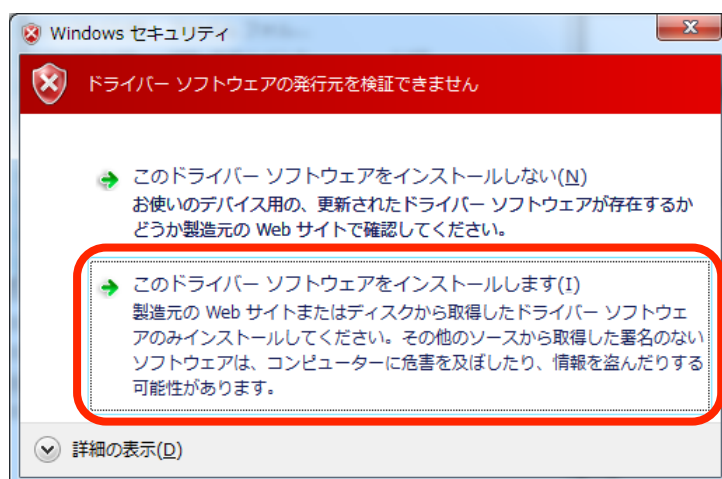 Windows セキュリティ
ドライバー ソフトウェアの発行元を検証できません
このドライバー ソフトウェアをインストールしない(N)
お使いのデバイス用の、更新されたドライバー ソフトウェアが存在するか
どうか製造元の Web サイトで確認してください。
このドライバー ソフトウェアをインストールします(I)
製造元の Web サイトまたはディスクから取得したドライバー ソフトウェ
アのみインストールしてください。その他のソースから取得した署名のない
ソフトウェアは、コンピューターに危害を及ぼしたり、情報を盗んだりする
可能性があります。
詳細の表示(D)